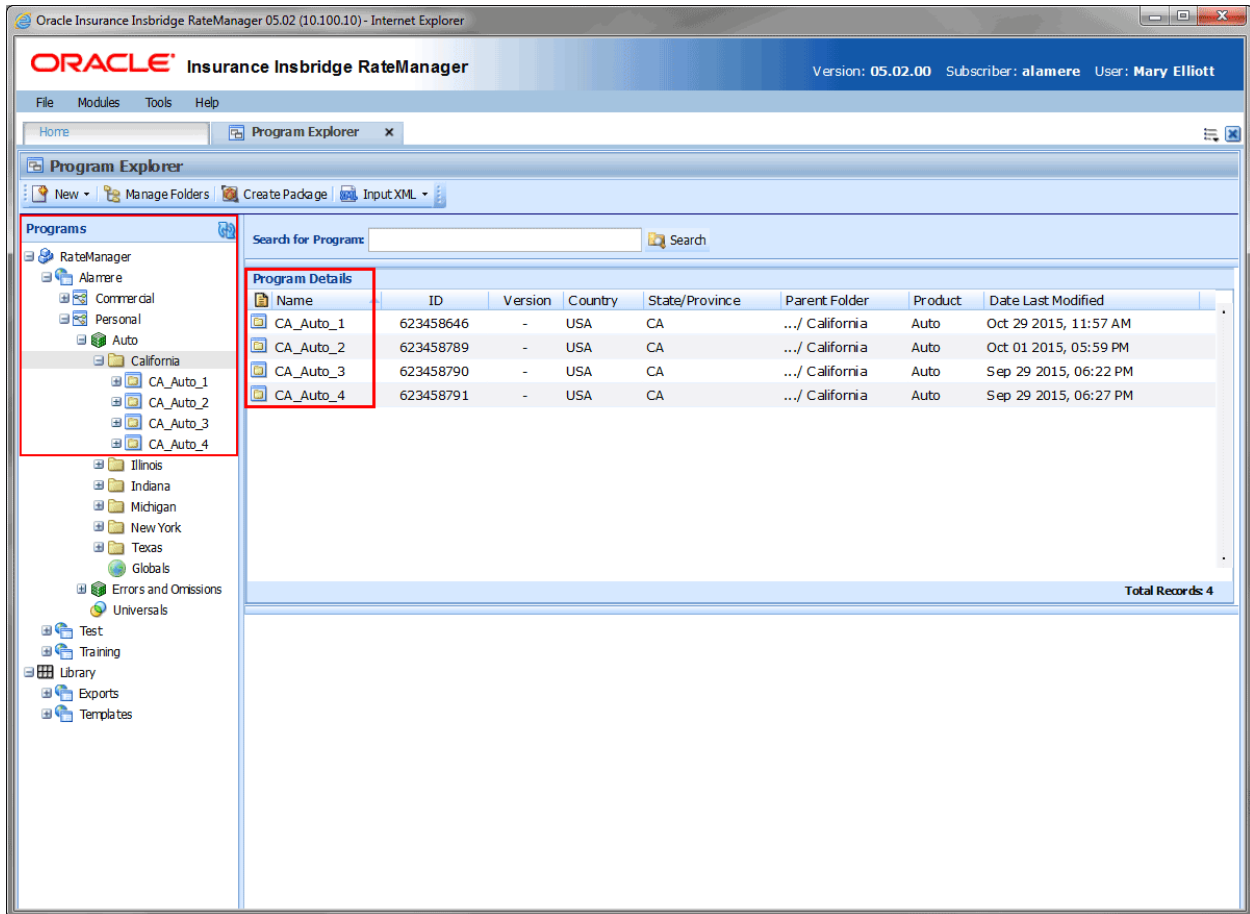 Oracle Insurance Insbridge RateManager 05.02 (10.100.10) - Internet Explorer
ORACLE Insurance Insbridge RateManager
Version: 05.02.00 Subscriber: alamere User: Mary Elliott
File Modules Tools Help
Home Program Explorer
Program Explorer
New Manage Folders Create Package Input XML
Programs
RateManager
Alamere
Commercial
Personal
Auto
California
CA_Auto_1
CA_Auto_2
CA_Auto_3
CA_Auto_4
Illinois
Indiana
Michigan
New York
Texas
Globals
Errors and Omissions
Universals
Test
Training
Library
Exports
Templates
Search for Program: Search
Program Details
Name ID Version Country State/Province Parent Folder Product Date Last Modified
CA_Auto_1 623458646 - USA CA .../ California Auto Oct 29 2015, 11:57 AM
CA_Auto_2 623458789 - USA CA .../ California Auto Oct 01 2015, 05:59 PM
CA_Auto_3 623458790 - USA CA .../ California Auto Sep 29 2015, 06:22 PM
CA_Auto_4 623458791 - USA CA .../ California Auto Sep 29 2015, 06:27 PM
Total Records: 4